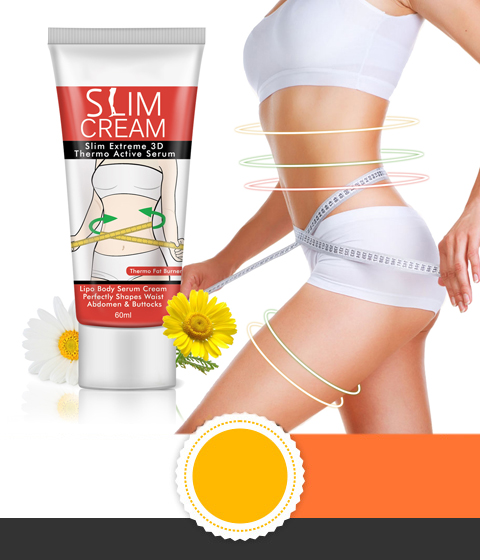 SLIM
CREAM
Slim Extreme 3D
Thermo Active Serum
Thermo Fat Burner
Lipo Body Serum Cream
Perfectly Shapes Waist
Abdomen & Buttocks
60ml